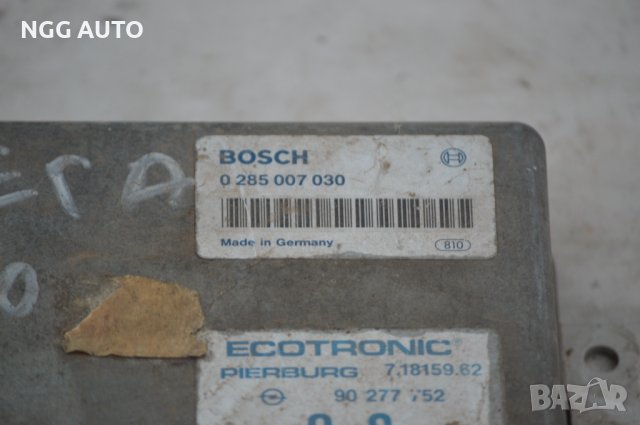 NGG AUTO
BOSCH
0 285 007 030
Made in Germany 810
ECOTRONIC
PIERBURG 7.18159.62
90 277 752
BAZAR